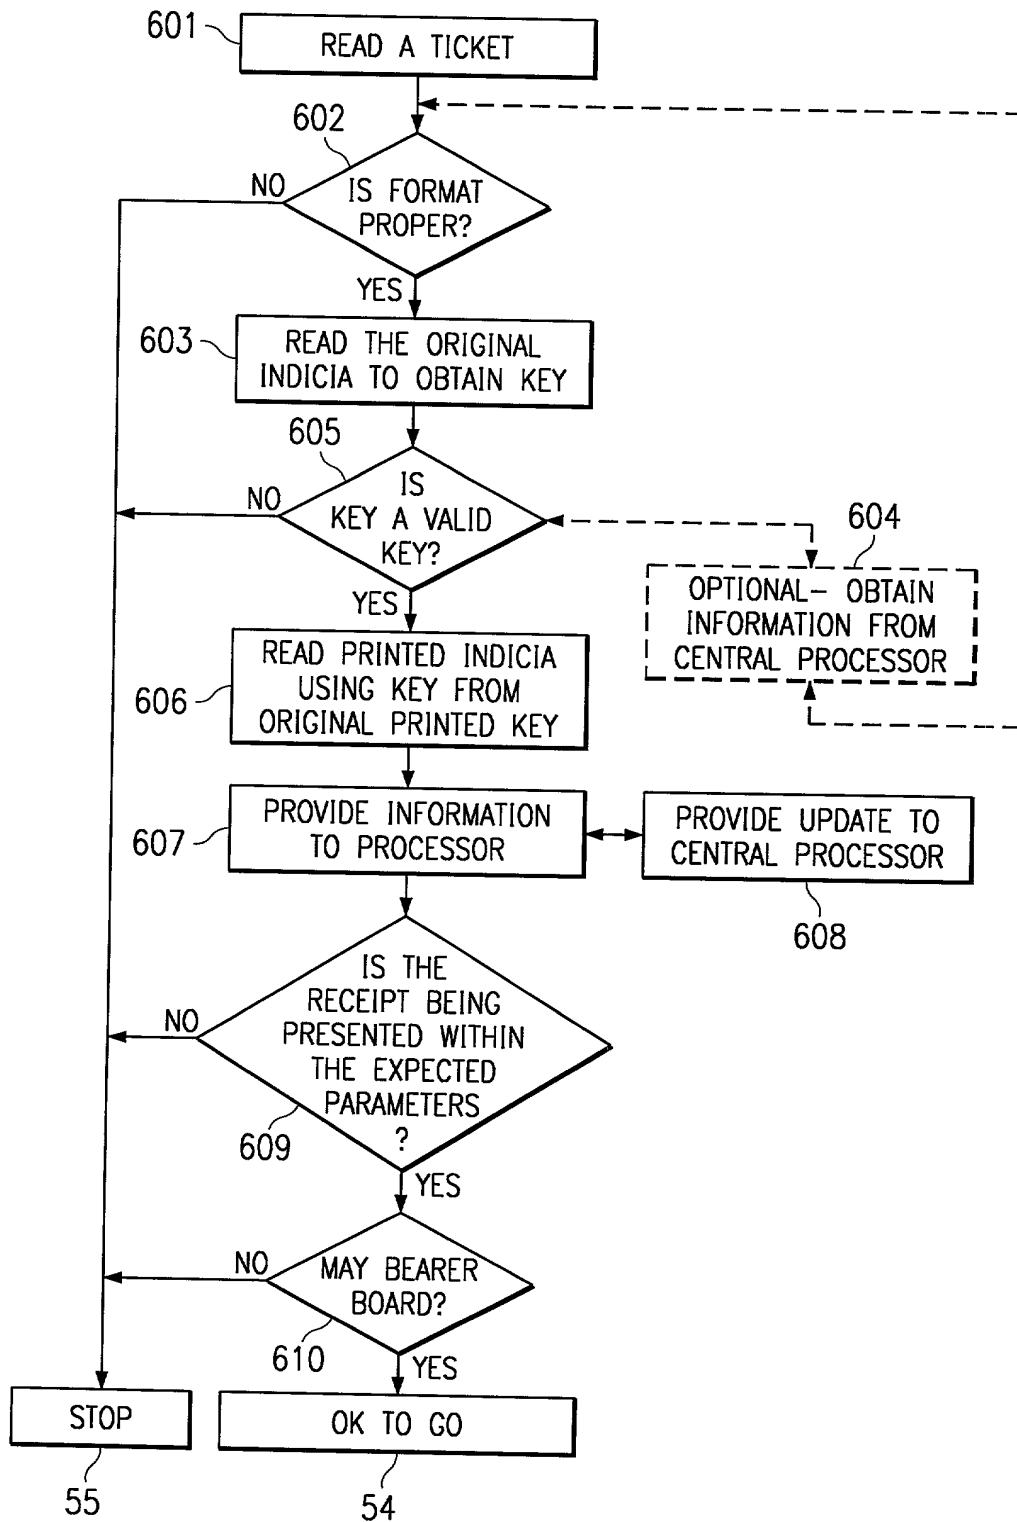 601
READ A TICKET
602
NO
IS FORMAT
PROPER?
YES
603
READ THE ORIGINAL
INDICIA TO OBTAIN KEY
605
NO
IS
KEY A VALID
KEY?
YES
604
OPTIONAL– OBTAIN
INFORMATION FROM
CENTRAL PROCESSOR
606
READ PRINTED INDICIA
USING KEY FROM
ORIGINAL PRINTED KEY
607
PROVIDE INFORMATION
TO PROCESSOR
PROVIDE UPDATE TO
CENTRAL PROCESSOR
608
NO
IS THE
RECEIPT BEING
PRESENTED WITHIN
THE EXPECTED
PARAMETERS
?
609
YES
NO
MAY BEARER
BOARD?
610
YES
STOP
OK TO GO
55
54